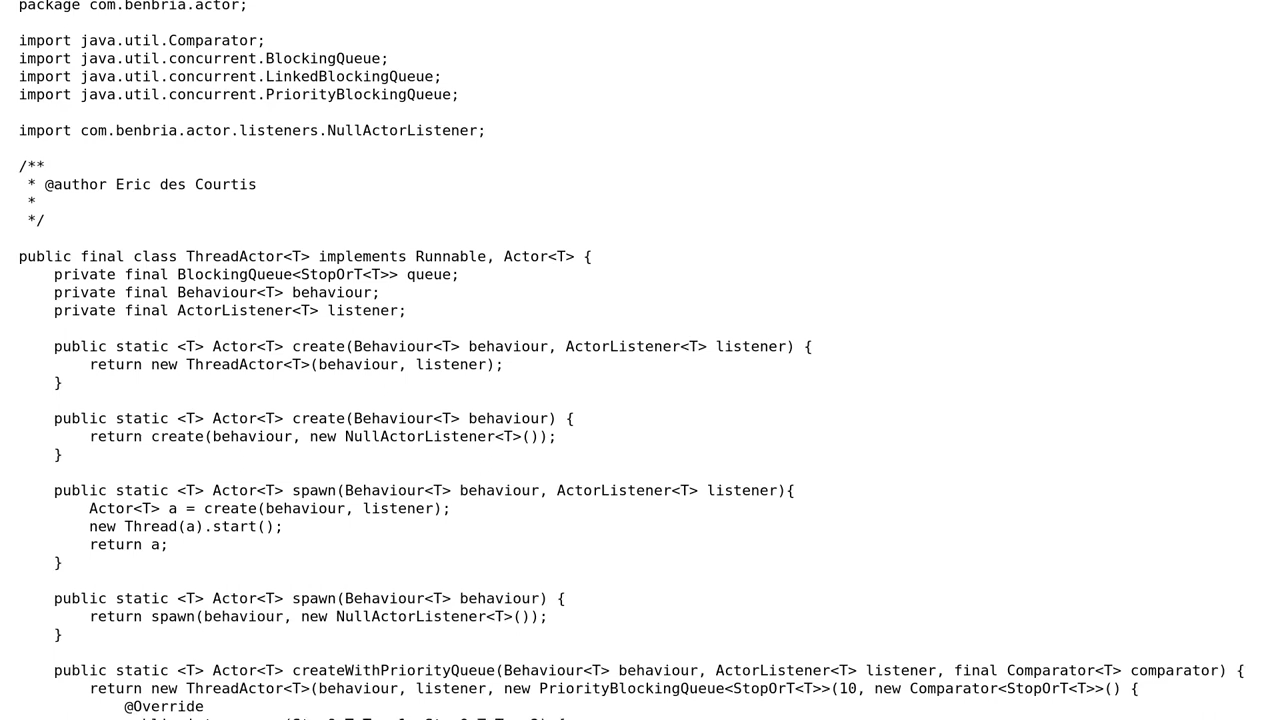 package com.benbria.actor;

import java.util.Comparator;
import java.util.concurrent.BlockingQueue;
import java.util.concurrent.LinkedBlockingQueue;
import java.util.concurrent.PriorityBlockingQueue;

import com.benbria.actor.listeners.NullActorListener;

/**
 * @author Eric des Courtis
 *
 */

public final class ThreadActor<T> implements Runnable, Actor<T> {
    private final BlockingQueue<StopOrT<T>> queue;
    private final Behaviour<T> behaviour;
    private final ActorListener<T> listener;

    public static <T> Actor<T> create(Behaviour<T> behaviour, ActorListener<T> listener) {
        return new ThreadActor<T>(behaviour, listener);
    }

    public static <T> Actor<T> create(Behaviour<T> behaviour) {
        return create(behaviour, new NullActorListener<T>());
    }

    public static <T> Actor<T> spawn(Behaviour<T> behaviour, ActorListener<T> listener){
        Actor<T> a = create(behaviour, listener);
        new Thread(a).start();
        return a;
    }

    public static <T> Actor<T> spawn(Behaviour<T> behaviour) {
        return spawn(behaviour, new NullActorListener<T>());
    }

    public static <T> Actor<T> createWithPriorityQueue(Behaviour<T> behaviour, ActorListener<T> listener, final Comparator<T> comparator) {
        return new ThreadActor<T>(behaviour, listener, new PriorityBlockingQueue<StopOrT<T>>(10, new Comparator<StopOrT<T>>() {
            @Override